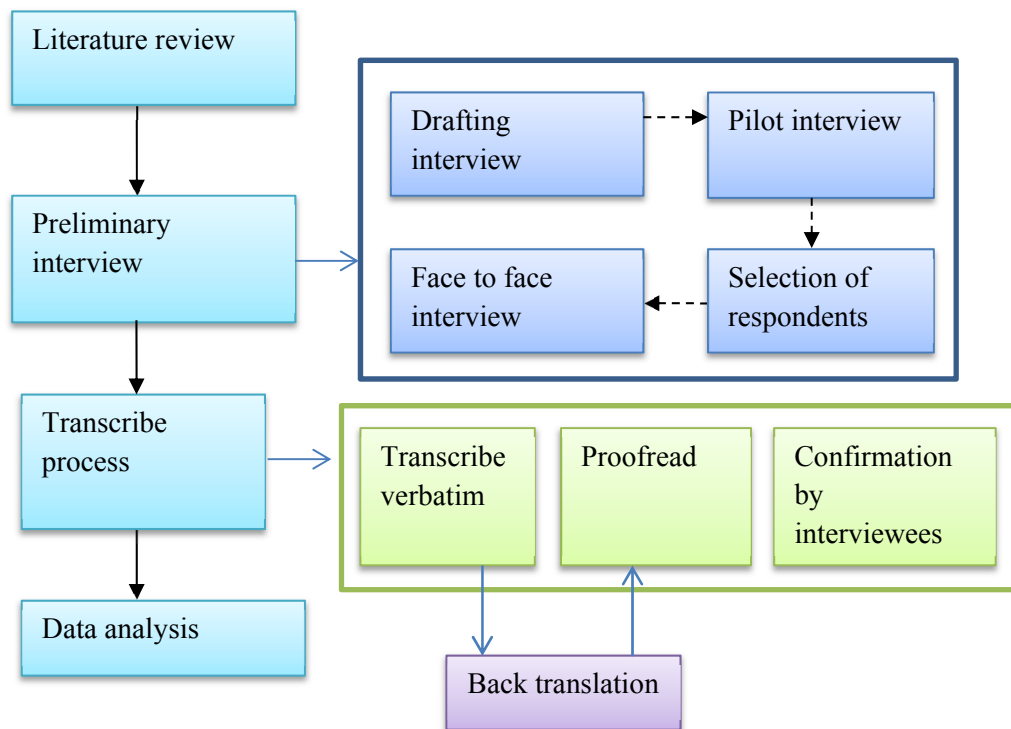 Literature review
Preliminary
interview
Transcribe
process
Data analysis
Drafting
interview
Pilot interview
Selection of
respondents
Face to face
interview
Transcribe
verbatim
Proofread
Confirmation
by
interviewees
Back translation